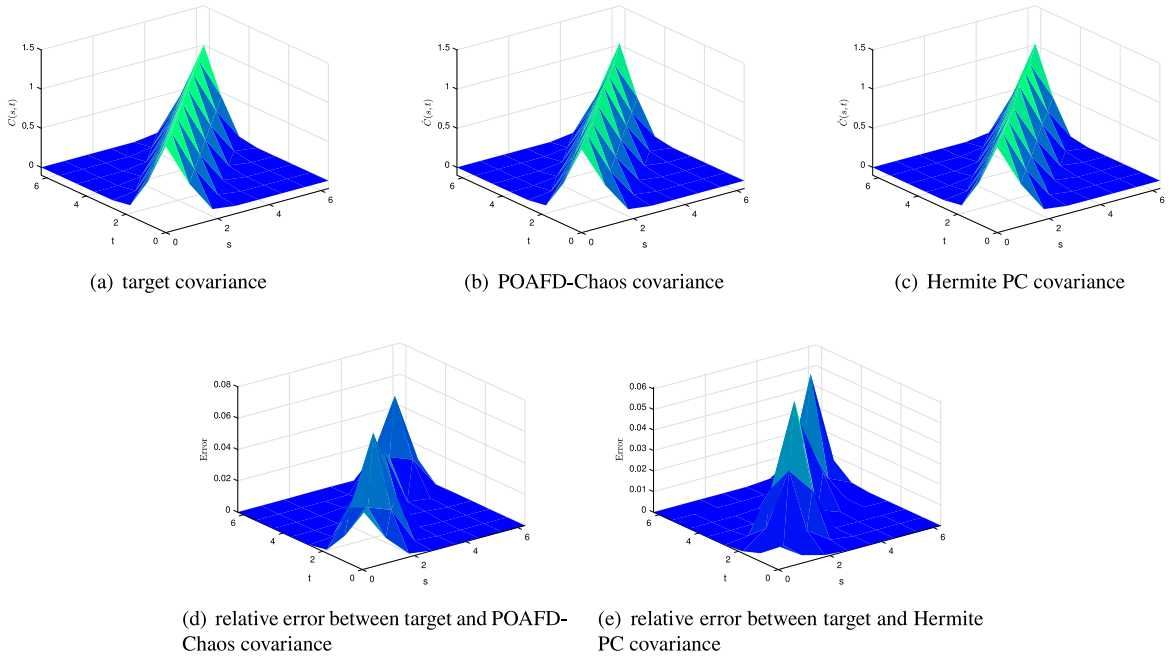 1.5
1
0.5
0
C(s,t)
6
4
2
0
t
0
2
4
6
s
1.5
1
0.5
0
Ĉ(s,t)
6
4
2
0
t
0
2
4
6
s
1.5
1
0.5
0
Ĉ(s,t)
6
4
2
0
t
0
2
4
6
s
(a) target covariance
(b) POAFD-Chaos covariance
(c) Hermite PC covariance
0.08
0.06
0.04
0.02
0
Error
6
4
2
0
t
0
2
4
6
s
0.06
0.05
0.04
0.03
0.02
0.01
0
Error
6
4
2
0
t
0
2
4
6
s
(d) relative error between target and POAFD-
Chaos covariance
(e) relative error between target and Hermite
PC covariance